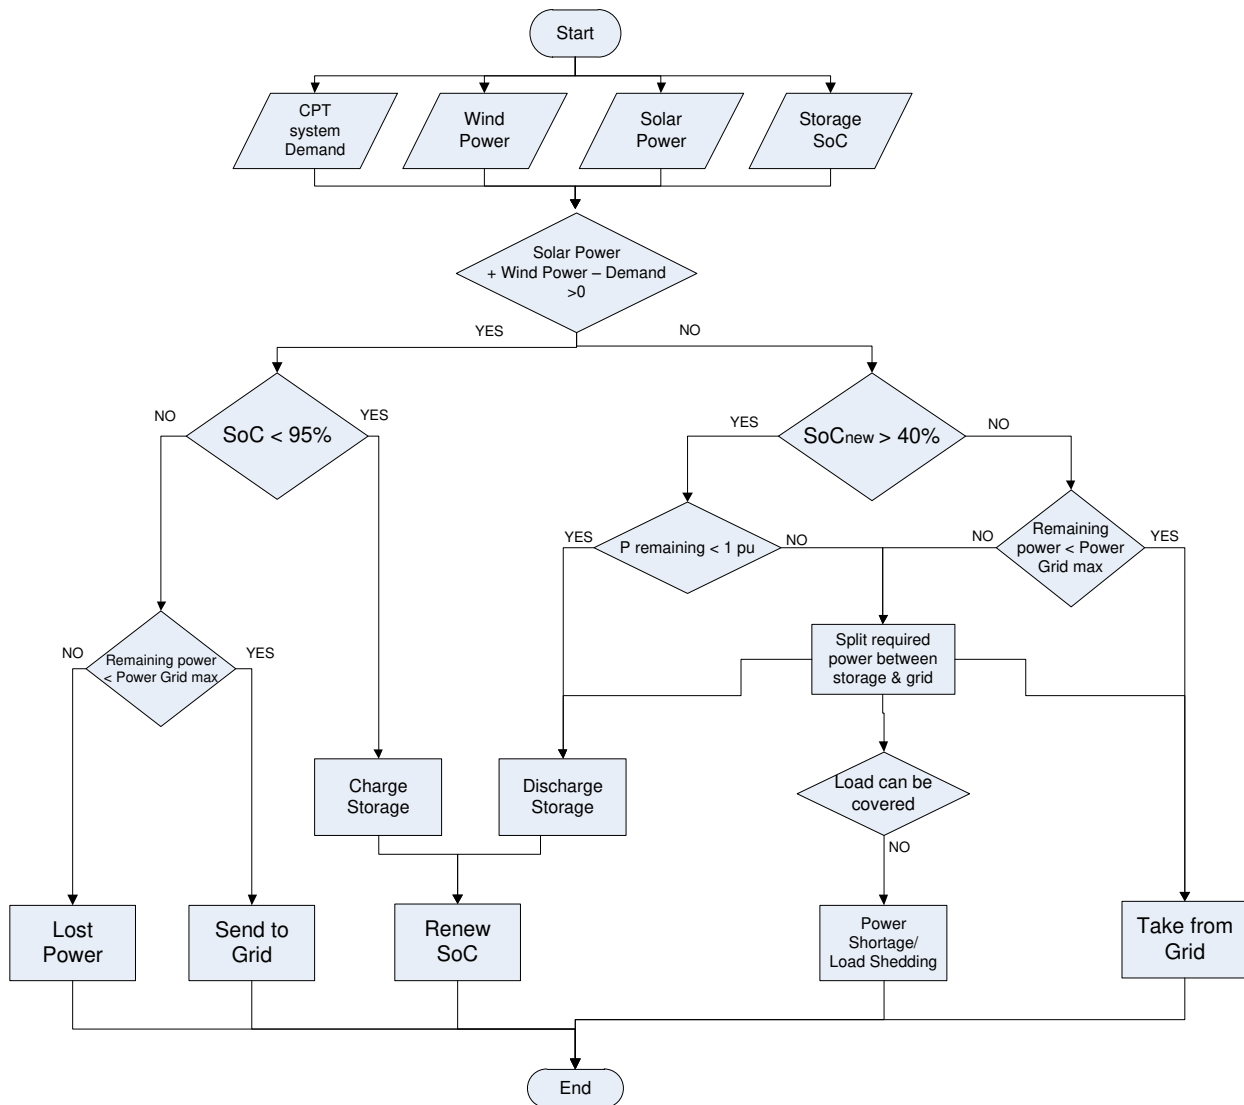 Start
CPT
system
Demand
Wind
Power
Solar
Power
Storage
SoC
Solar Power
+ Wind Power – Demand
>0
YES
NO
SoC < 95%
NO
YES
SoCnew > 40%
YES
NO
P remaining < 1 pu
YES
NO
Remaining
power < Power
Grid max
NO
YES
Remaining power
< Power Grid max
NO
YES
Split required
power between
storage & grid
Charge
Storage
Discharge
Storage
Load can be
covered
NO
Lost
Power
Send to
Grid
Renew
SoC
Power
Shortage/
Load Shedding
Take from
Grid
End